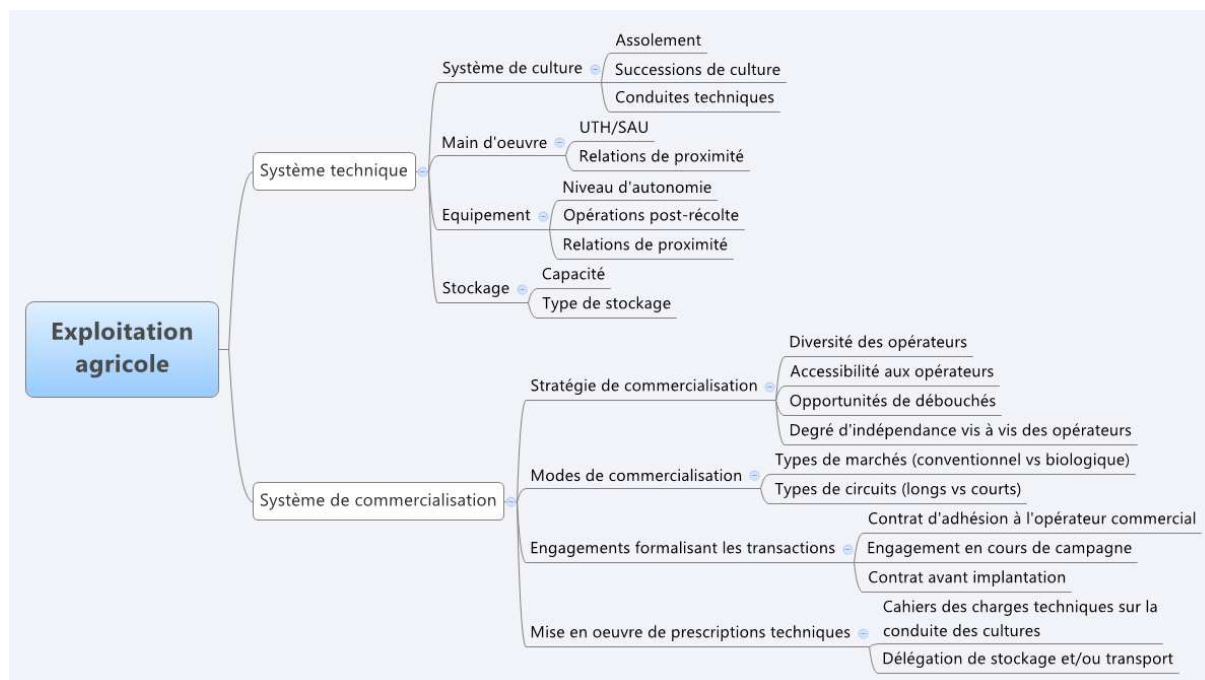 Exploitation
agricole
Système technique
Système de culture
Assolement
Successions de culture
Conduites techniques
Main d'oeuvre
UTH/SAU
Relations de proximité
Equipement
Niveau d'autonomie
Opérations post-récolte
Relations de proximité
Stockage
Capacité
Type de stockage
Système de commercialisation
Stratégie de commercialisation
Diversité des opérateurs
Accessibilité aux opérateurs
Opportunités de débouchés
Degré d'indépendance vis à vis des opérateurs
Modes de commercialisation
Types de marchés (conventionnel vs biologique)
Types de circuits (longs vs courts)
Engagements formalisant les transactions
Contrat d'adhésion à l'opérateur commercial
Engagement en cours de campagne
Contrat avant implantation
Mise en oeuvre de prescriptions techniques
Cahiers des charges techniques sur la
conduite des cultures
Délégation de stockage et/ou transport